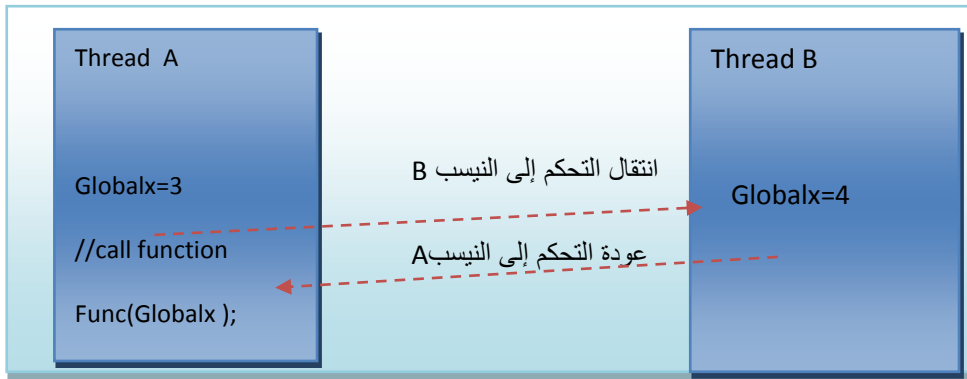 Thread A
Globalx=3
//call function
Func(Globalx );
انتقال التحكم إلى النيسب B
عودة التحكم إلى النيسبA
Thread B
Globalx=4